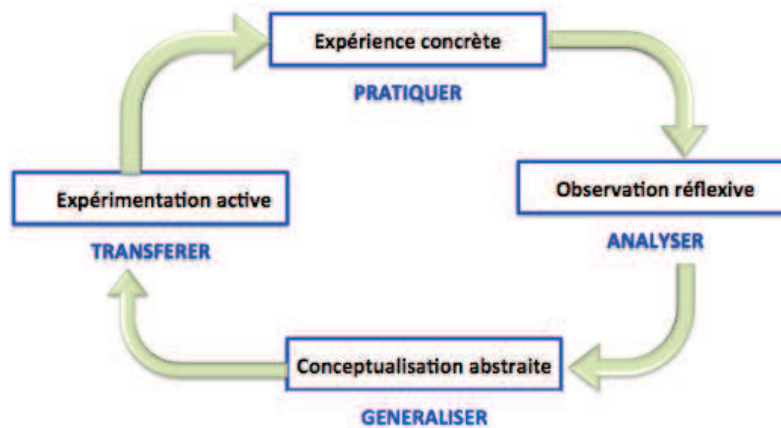 Expérience concrète
PRATIQUER
Expérimentation active
TRANSFERER
Observation réflexive
ANALYSER
Conceptualisation abstraite
GENERALISER